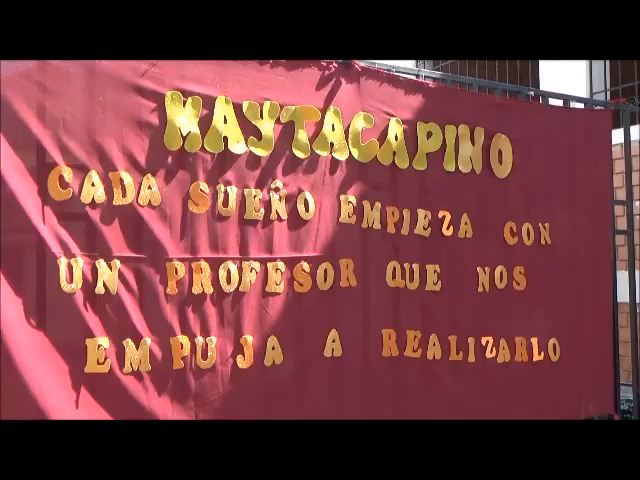 MAYTACAPINO
CADA SUEÑO EMPIEZA CON
UN PROFESOR QUE NOS
EMPUJA A REALIZARLO